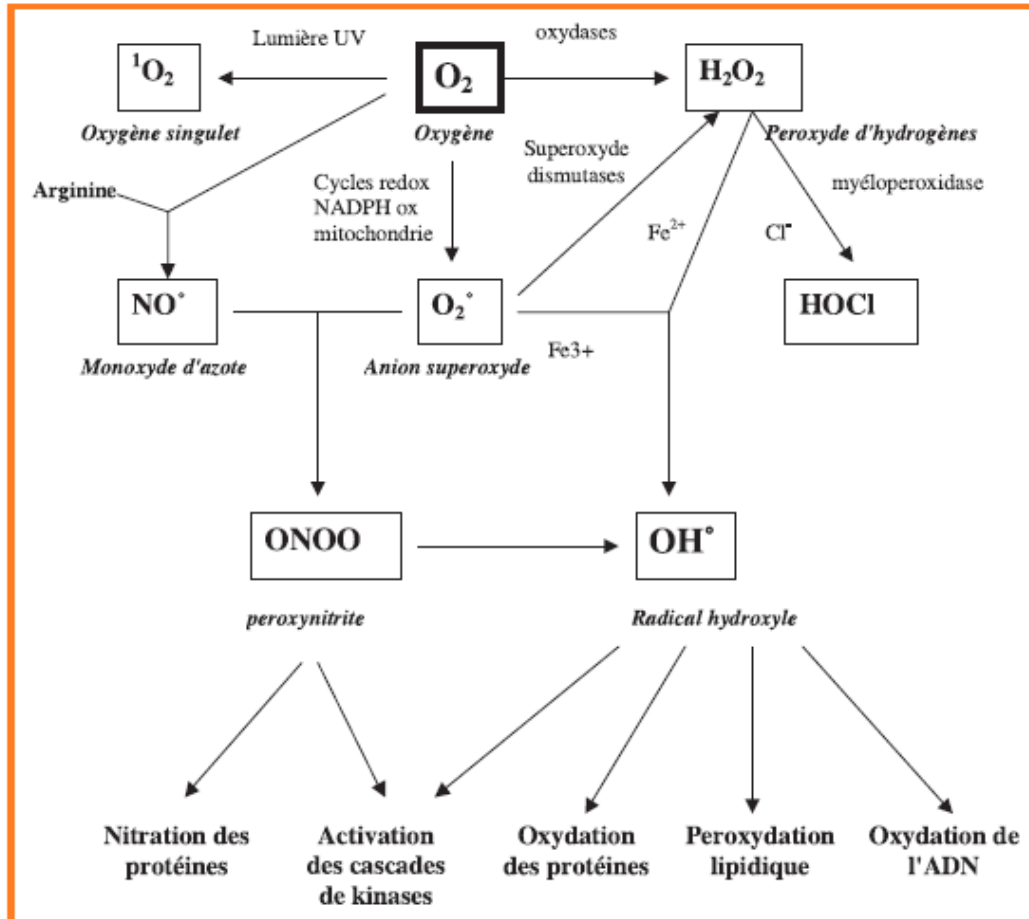 Lumière UV
oxydases
¹O₂
O₂
H₂O₂
Oxygène singulet
Oxygène
Peroxyde d'hydrogènes
Arginine
Cycles redox
NADPH ox
mitochondrie
Superoxyde
dismutases
myéloperoxidase
Fe²⁺
Cl⁻
NO°
O₂°
HOCl
Monoxyde d'azote
Anion superoxyde
Fe3+
ONOO
OH°
peroxynitrite
Radical hydroxyle
Nitration des
protéines
Activation
des cascades
de kinases
Oxydation
des protéines
Peroxydation
lipidique
Oxydation de
l'ADN